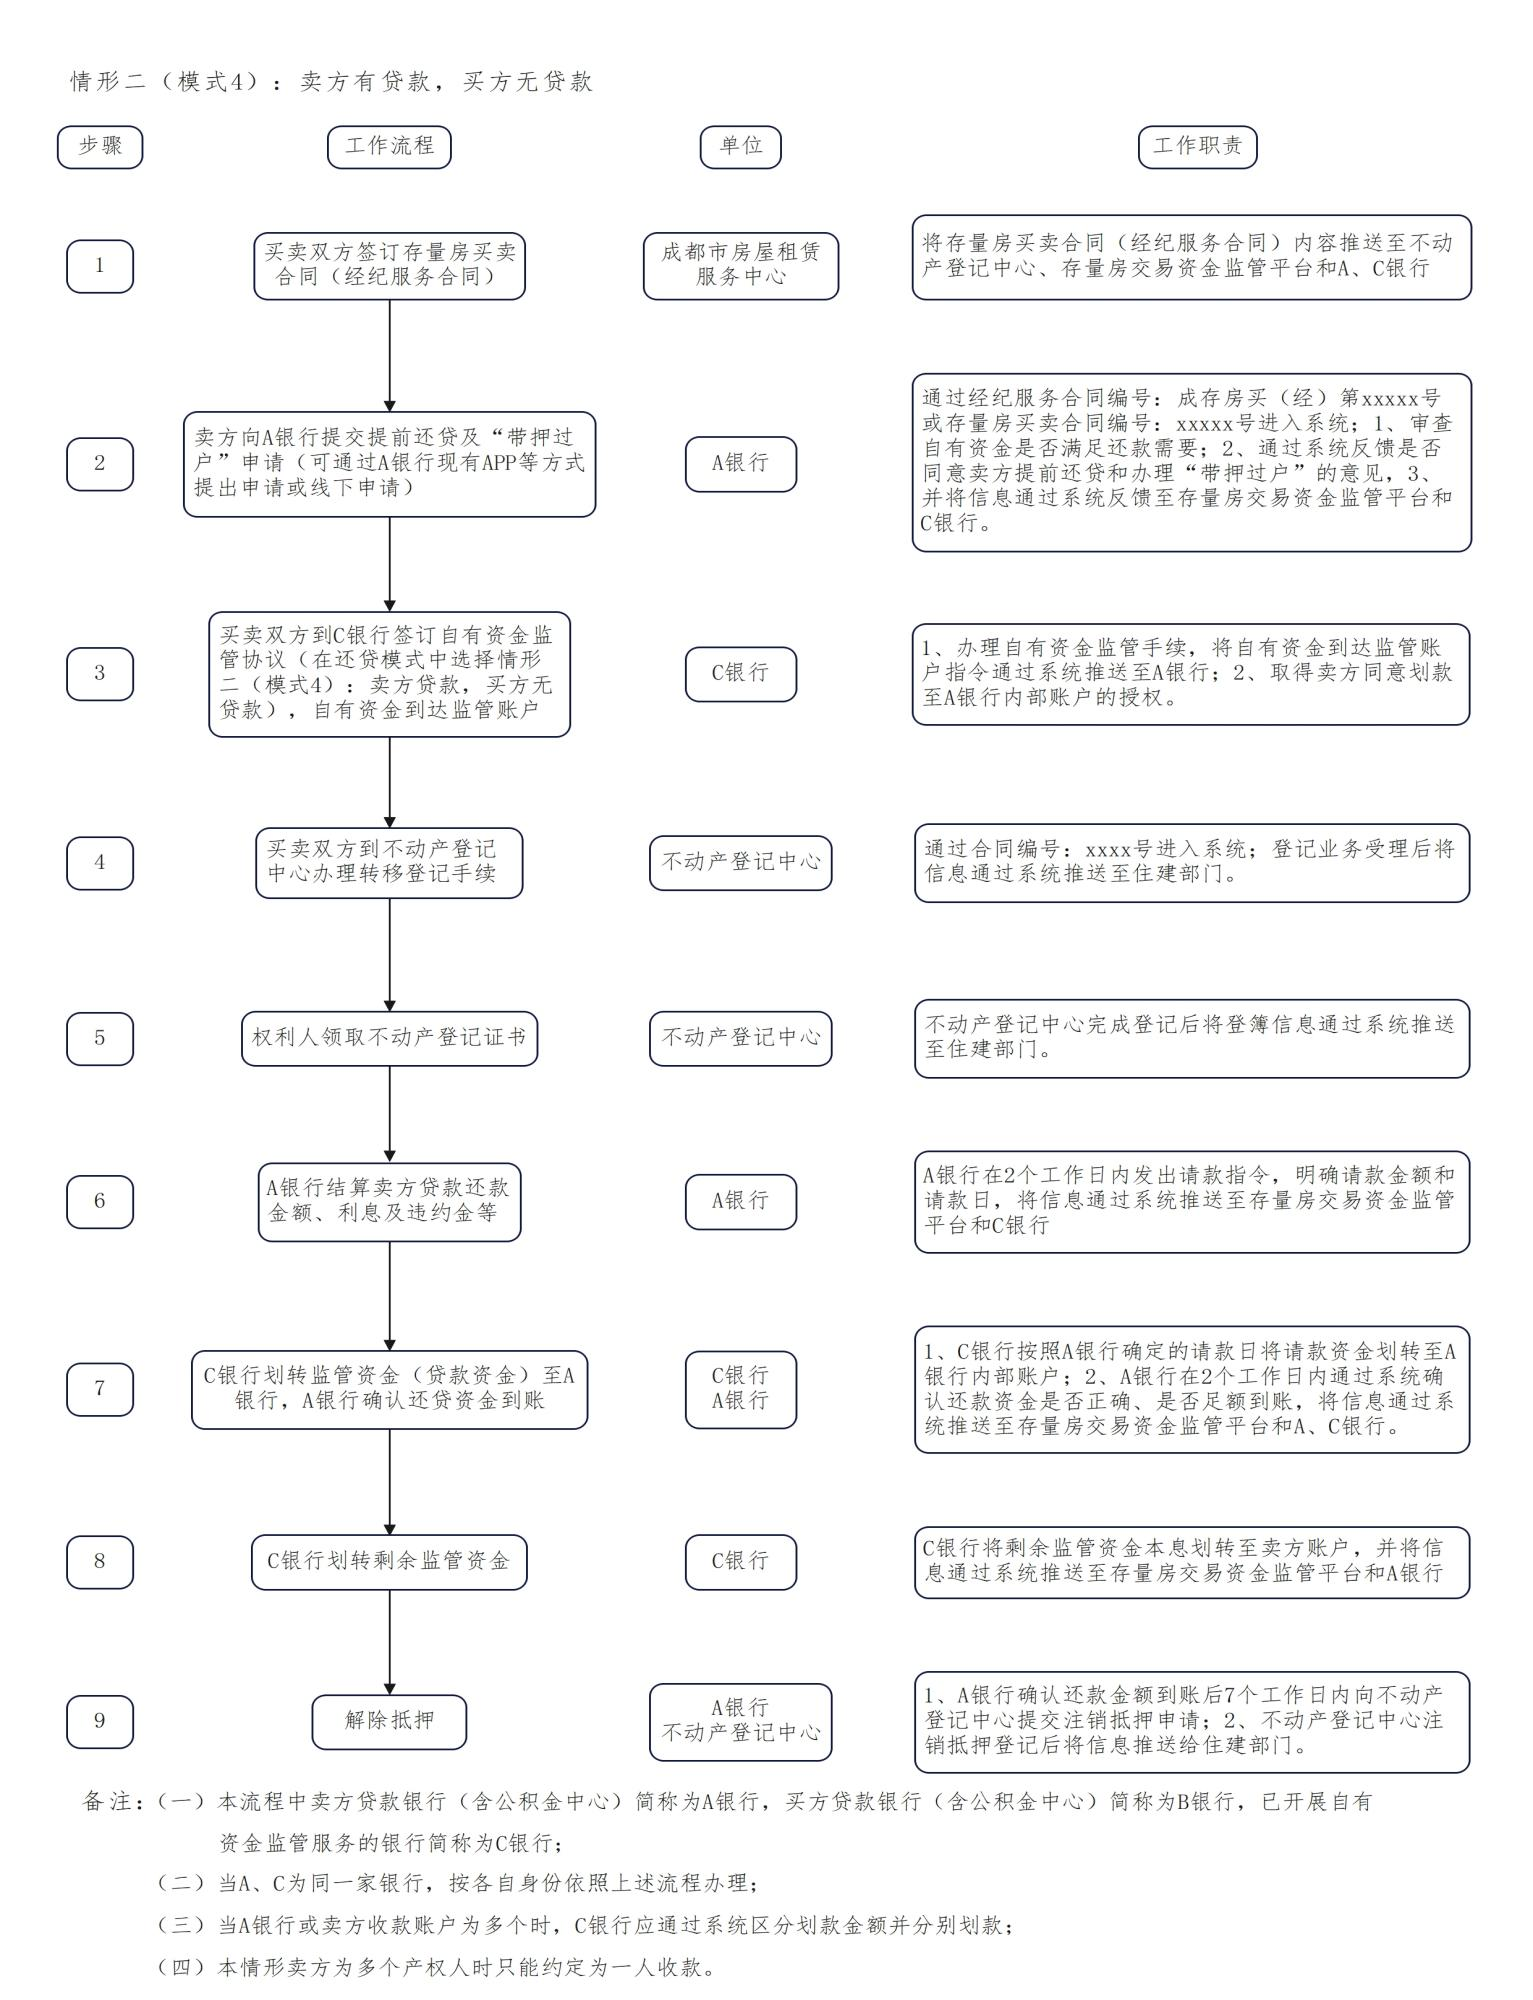 情形二（模式4）：卖方有贷款，买方无贷款
步骤
工作流程
单位
工作职责
1
买卖双方签订存量房买卖
合同（经纪服务合同）
成都市房屋租赁
服务中心
将存量房买卖合同（经纪服务合同）内容推送至不动
产登记中心、存量房交易资金监管平台和A、C银行
2
卖方向A银行提交提前还贷及“带押过
户”申请（可通过A银行现有APP等方式
提出申请或线下申请）
A银行
通过经纪服务合同编号：成存房买（经）第xxxxx号
或存量房买卖合同编号：xxxxx号进入系统；1、审查
自有资金是否满足还款需要；2、通过系统反馈是否
同意卖方提前还贷和办理“带押过户”的意见，3、
并将信息通过系统反馈至存量房交易资金监管平台和
C银行。
3
买卖双方到C银行签订自有资金监
管协议（在还贷模式中选择情形
二（模式4）：卖方贷款，买方无
贷款），自有资金到达监管账户
C银行
1、办理自有资金监管手续，将自有资金到达监管账
户指令通过系统推送至A银行；2、取得卖方同意划款
至A银行内部账户的授权。
4
买卖双方到不动产登记
中心办理转移登记手续
不动产登记中心
通过合同编号：xxxx号进入系统；登记业务受理后将
信息通过系统推送至住建部门。
5
权利人领取不动产登记证书
不动产登记中心
不动产登记中心完成登记后将登簿信息通过系统推送
至住建部门。
6
A银行结算卖方贷款还款
金额、利息及违约金等
A银行
A银行在2个工作日内发出请款指令，明确请款金额和
请款日，将信息通过系统推送至存量房交易资金监管
平台和C银行
7
C银行划转监管资金（贷款资金）至A
银行，A银行确认还贷资金到账
C银行
A银行
1、C银行按照A银行确定的请款日将请款资金划转至A
银行内部账户；2、A银行在2个工作日内通过系统确
认还款资金是否正确、是否足额到账，将信息通过系
统推送至存量房交易资金监管平台和A、C银行。
8
C银行划转剩余监管资金
C银行
C银行将剩余监管资金本息划转至卖方账户，并将信
息通过系统推送至存量房交易资金监管平台和A银行
9
解除抵押
A银行
不动产登记中心
1、A银行确认还款金额到账后7个工作日内向不动产
登记中心提交注销抵押申请；2、不动产登记中心注
销抵押登记后将信息推送给住建部门。
备注：（一）本流程中卖方贷款银行（含公积金中心）简称为A银行，买方贷款银行（含公积金中心）简称为B银行，已开展自有
资金监管服务的银行简称为C银行；
（二）当A、C为同一家银行，按各自身份依照上述流程办理；
（三）当A银行或卖方收款账户为多个时，C银行应通过系统区分划款金额并分别划款；
（四）本情形卖方为多个产权人时只能约定为一人收款。